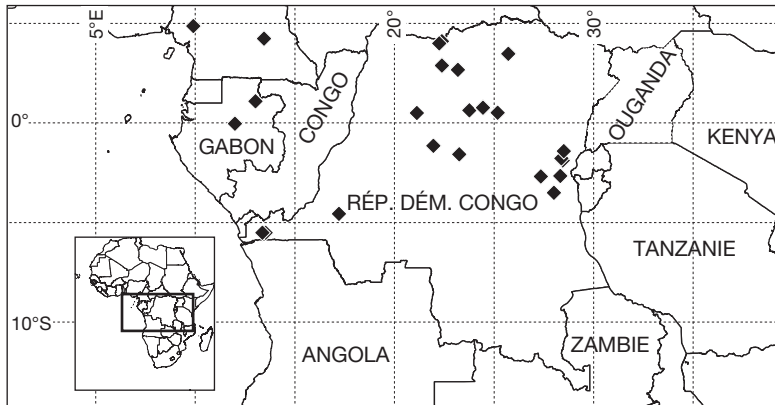 5°E
20°
30°
CONGO
OUGANDA
0°
GABON
KENYA
RÉP. DÉM. CONGO
TANZANIE
10°S
ANGOLA
ZAMBIE